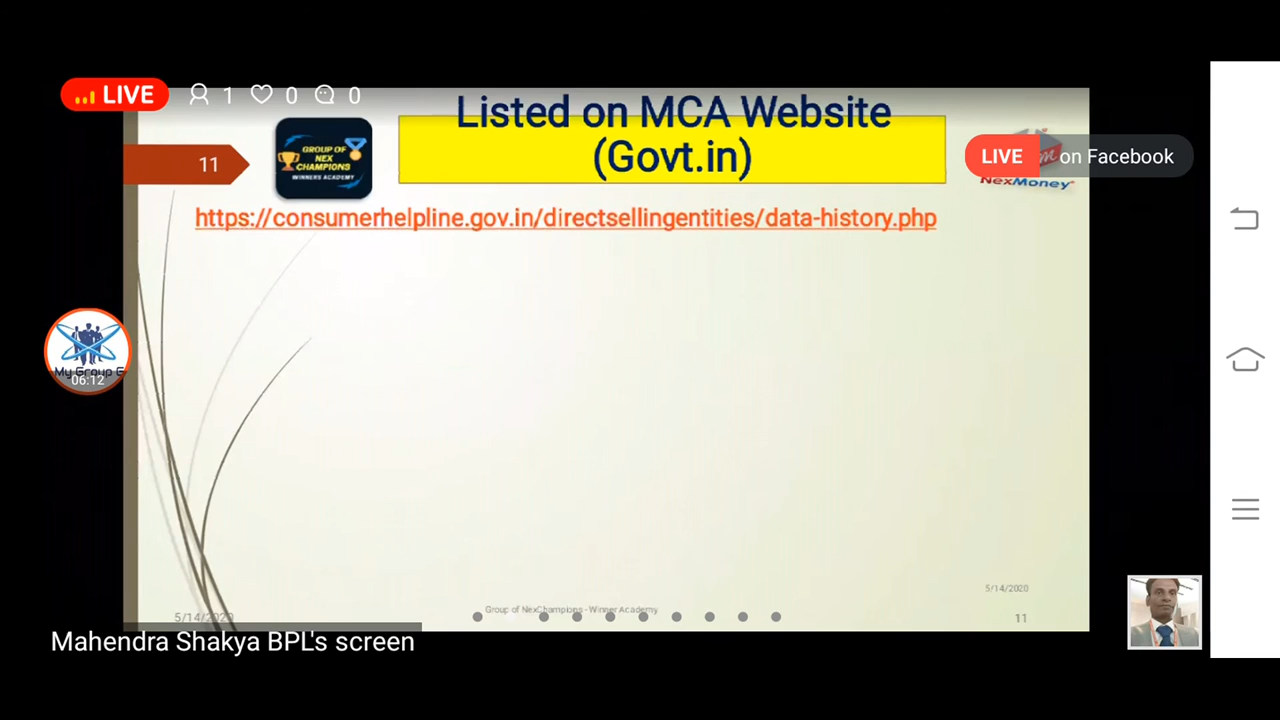 LIVE 1 0 0
Listed on MCA Website
(Govt.in)
11
GROUP OF
NEX
CHAMPIONS
WINNERS ACADEMY
LIVE on Facebook
NexMoney
https://consumerhelpline.gov.in/directsellingentities/data-history.php
My Group
06:12
5/14/2020
5/14/2020
Group of NexChampions - Winner Academy
11
Mahendra Shakya BPL's screen